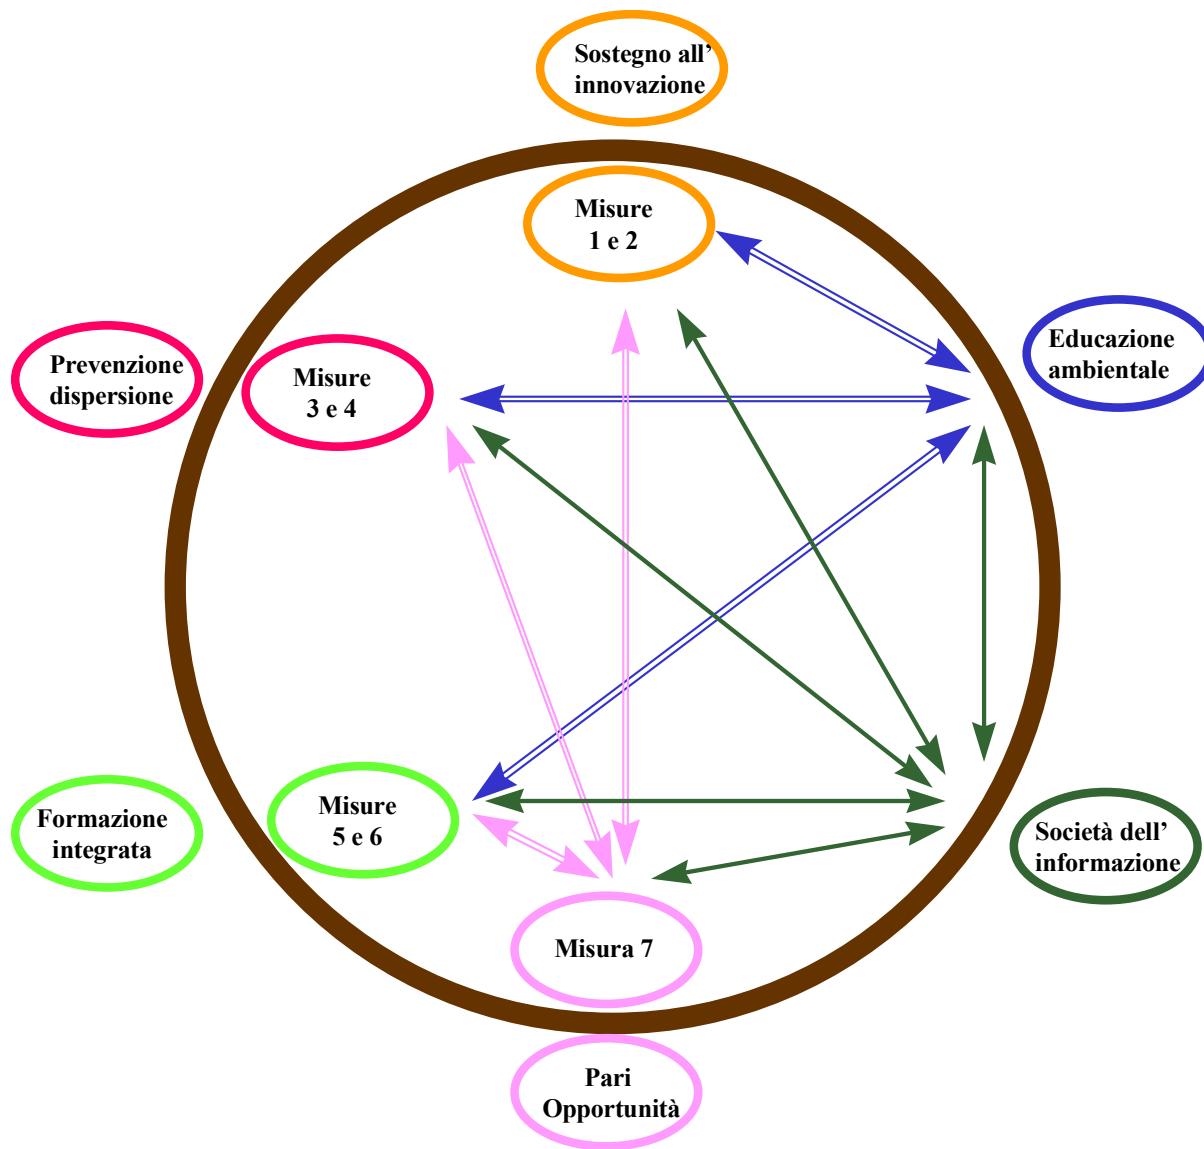 Sostegno all’
innovazione
Misure
1 e 2
Educazione
ambientale
Prevenzione
dispersione
Misure
3 e 4
Formazione
integrata
Misure
5 e 6
Società dell’
informazione
Misura 7
Pari
Opportunità